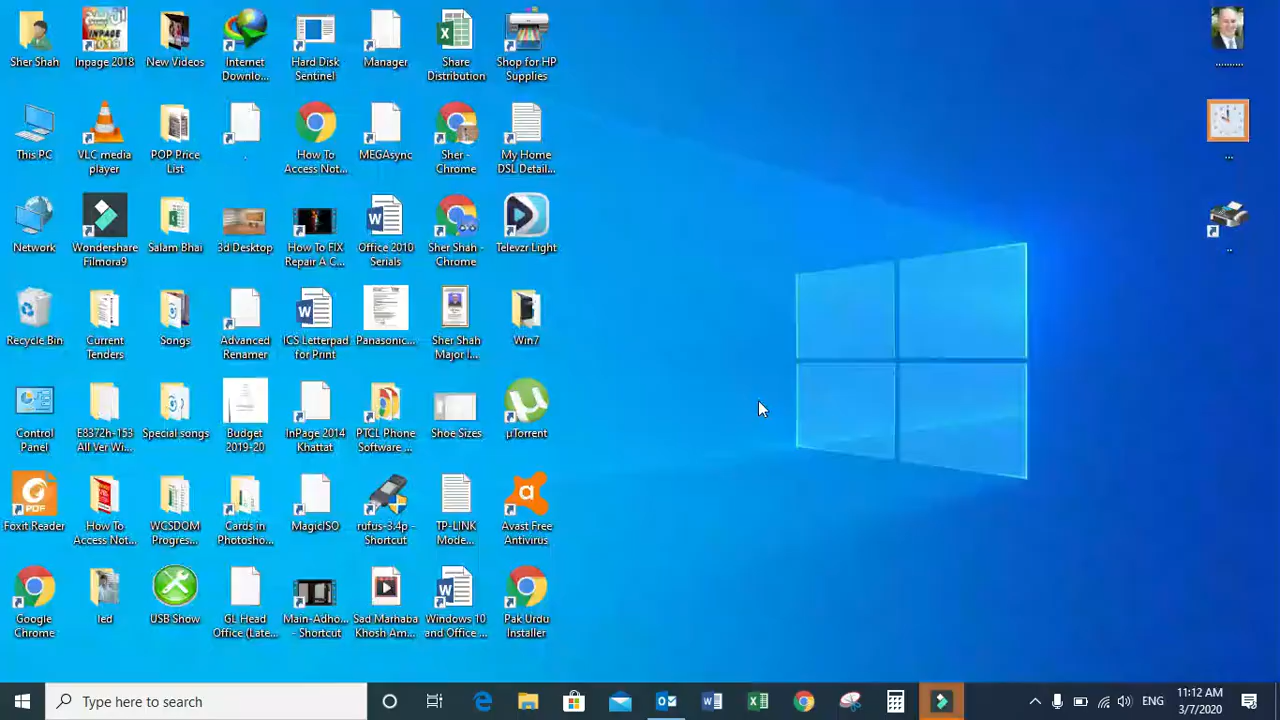 Sher Shah
Inpage 2018
New Videos
Internet
Downlo...
Hard Disk
Sentinel
Manager
Share
Distribution
Shop for HP
Supplies
.........
This PC
VLC media
player
POP Price
List
.
How To
Access Not...
MEGAsync
Sher -
Chrome
My Home
DSL Detail...
...
Network
Wondershare
Filmora9
Salam Bhai
3d Desktop
How To FIX
Repair A C...
Office 2010
Serials
Sher Shah -
Chrome
Televzr Light
..
Recycle Bin
Current
Tenders
Songs
Advanced
Renamer
ICS Letterpad
for Print
Panasonic...
Sher Shah
Major I...
Win7
Control
Panel
E8372h-153
All Ver Wi...
Special songs
Budget
2019-20
InPage 2014
Khattat
PTCL Phone
Software ...
Shoe Sizes
µTorrent
PDF
Foxit Reader
How To
Access Not...
WCSDOM
Progres...
Cards in
Photosho...
MagicISO
rufus-3.4p -
Shortcut
TP-LINK
Mode...
Avast Free
Antivirus
Google
Chrome
led
USB Show
GL Head
Office (Late...
Main-Adho...
- Shortcut
Sad Marhaba
Khosh Am...
Windows 10
and Office ...
Pak Urdu
Installer
Type here to search
ENG
11:12 AM
3/7/2020